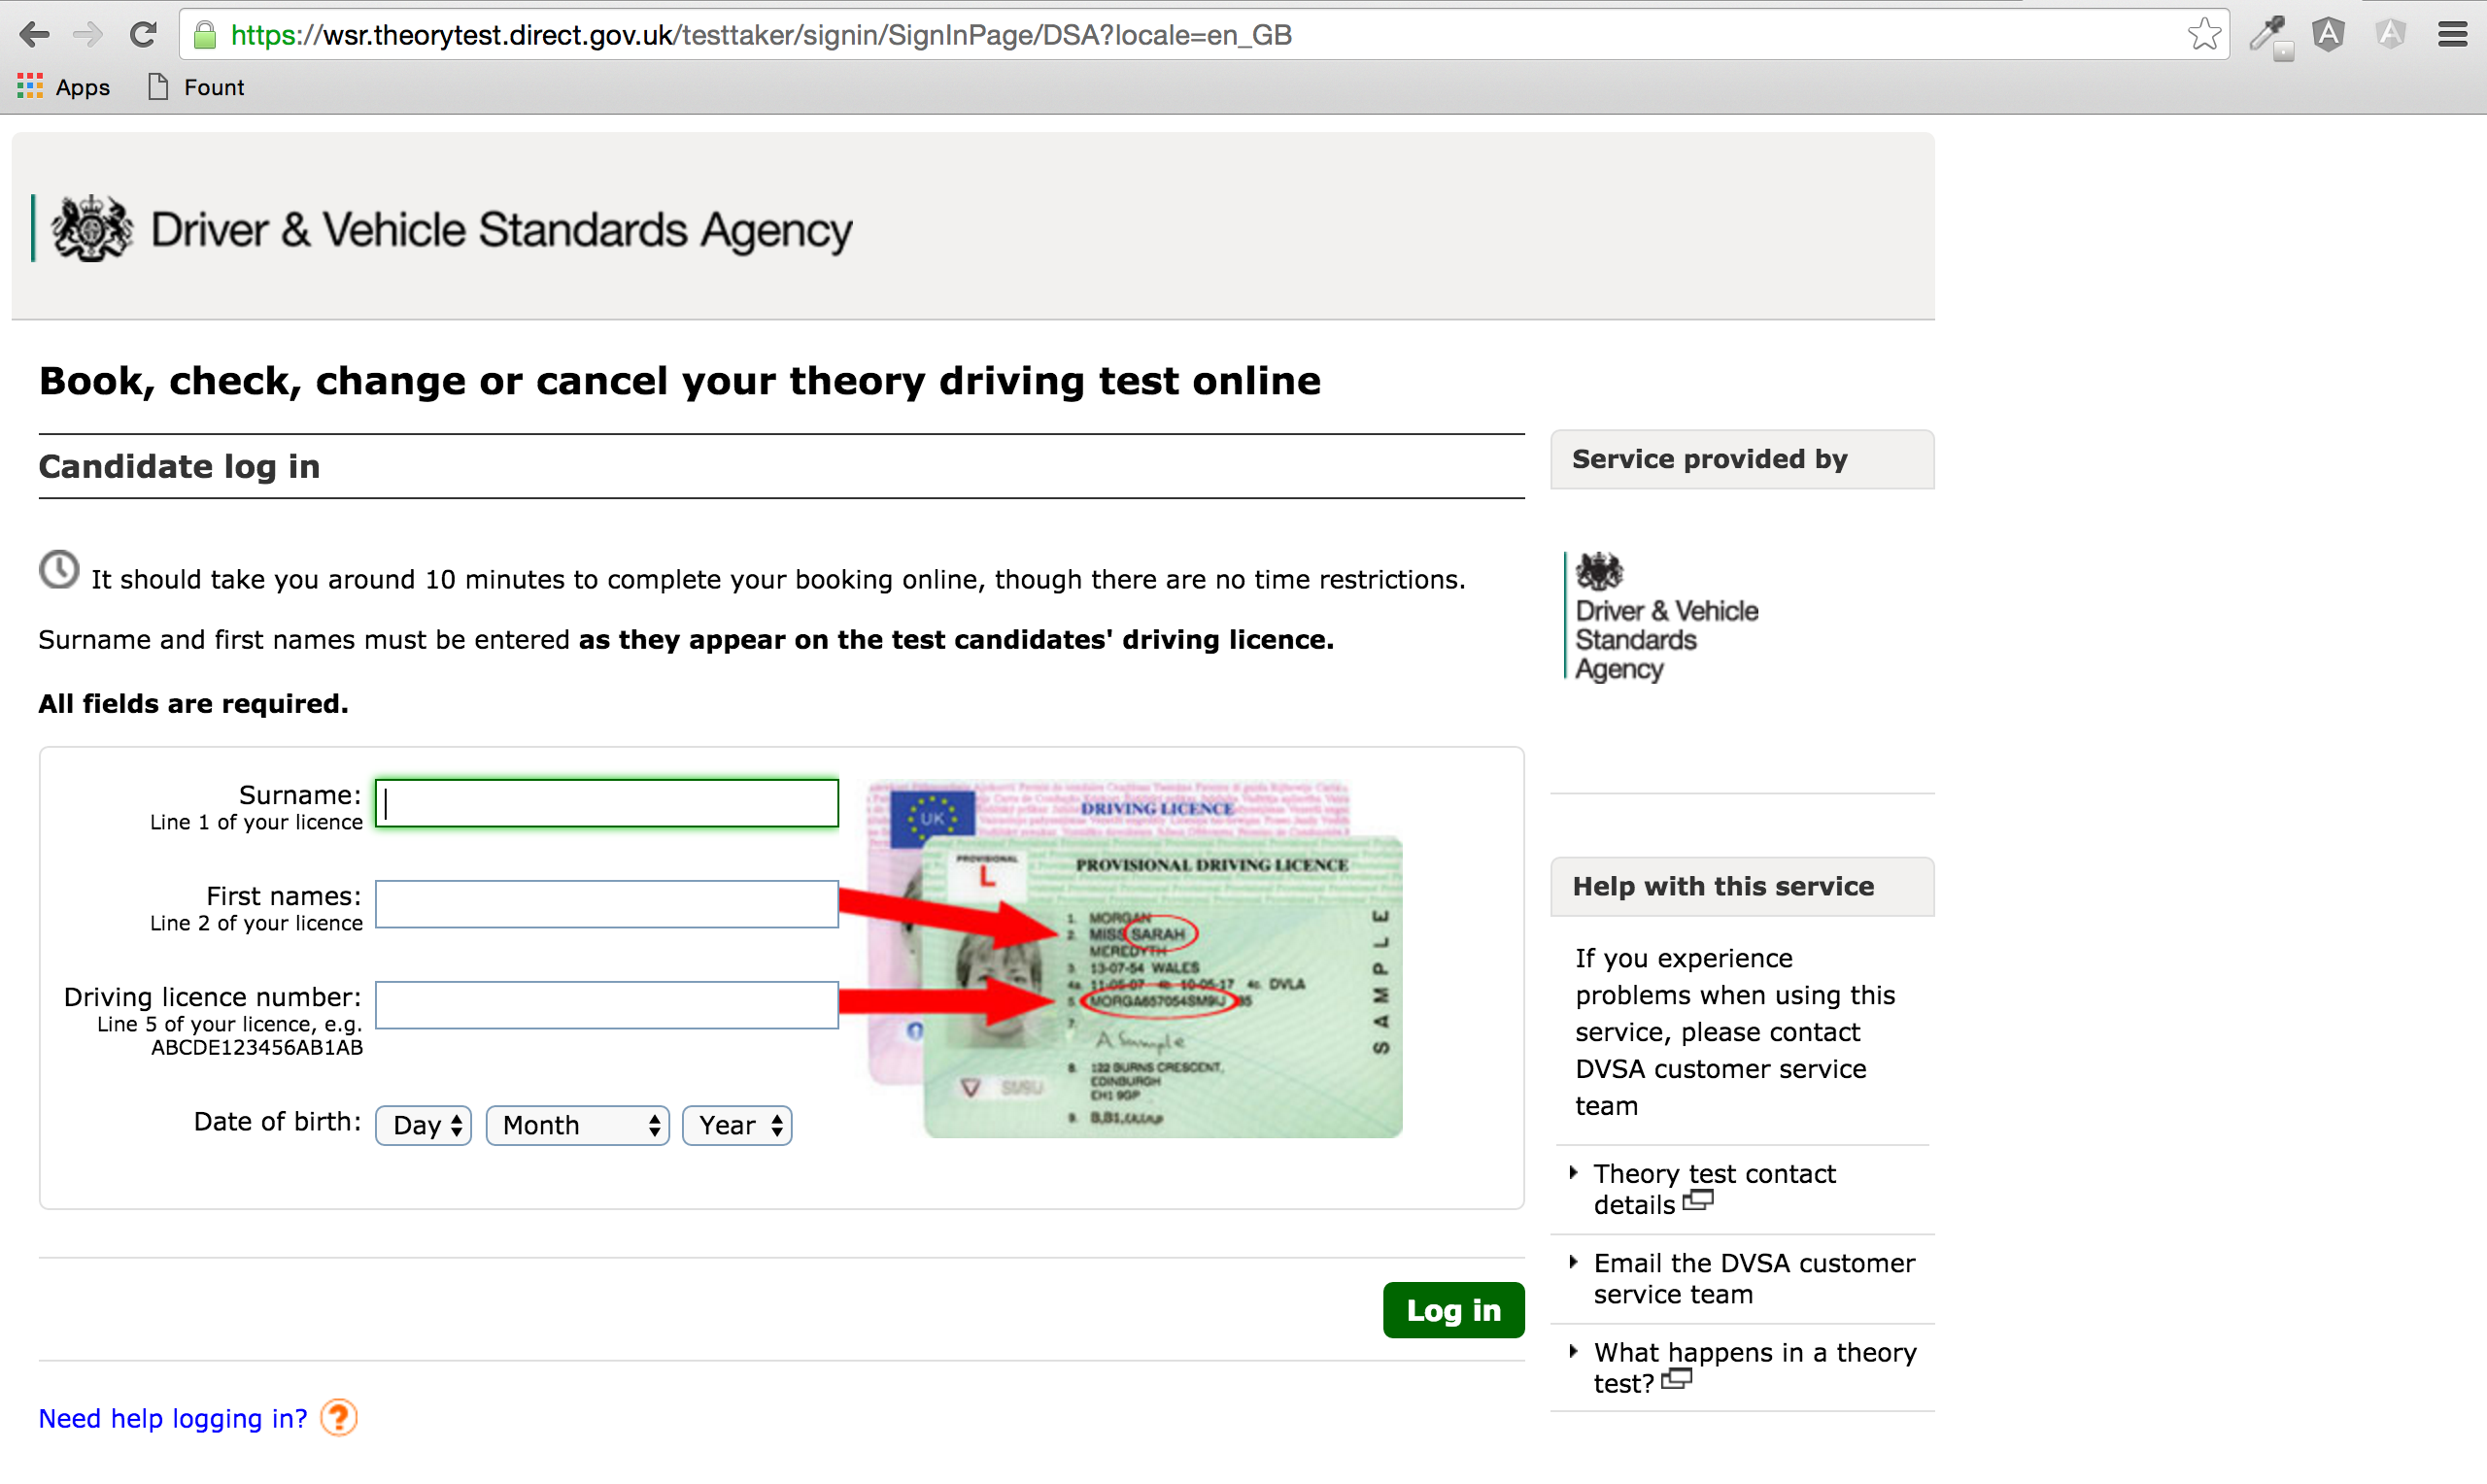 https://wsr.theorytest.direct.gov.uk/testtaker/signin/SignInPage/DSA?locale=en_GB
Apps
Fount
Driver & Vehicle Standards Agency
Book, check, change or cancel your theory driving test online
Candidate log in
It should take you around 10 minutes to complete your booking online, though there are no time restrictions.
Surname and first names must be entered as they appear on the test candidates' driving licence.
All fields are required.
Surname:
Line 1 of your licence
First names:
Line 2 of your licence
Driving licence number:
Line 5 of your licence, e.g.
ABCDE123456AB1AB
Date of birth:
Day
Month
Year
UK
DRIVING LICENCE
PROVISIONAL
L
PROVISIONAL DRIVING LICENCE
1. MORGAN
2. MISS SARAH
MEREDYTH
3. 13-07-54 WALES
4a. 11-05-07 4b. 10-05-17 4c. DVLA
5. MORGA657054SM9IJ 35
7.
A Sample
8. 122 BURNS CRESCENT,
EDINBURGH
EH1 9GP
9. B,B1
SAMPLE
Log in
Need help logging in?
?
Service provided by
Driver & Vehicle
Standards
Agency
Help with this service
If you experience
problems when using this
service, please contact
DVSA customer service
team
Theory test contact
details
Email the DVSA customer
service team
What happens in a theory
test?